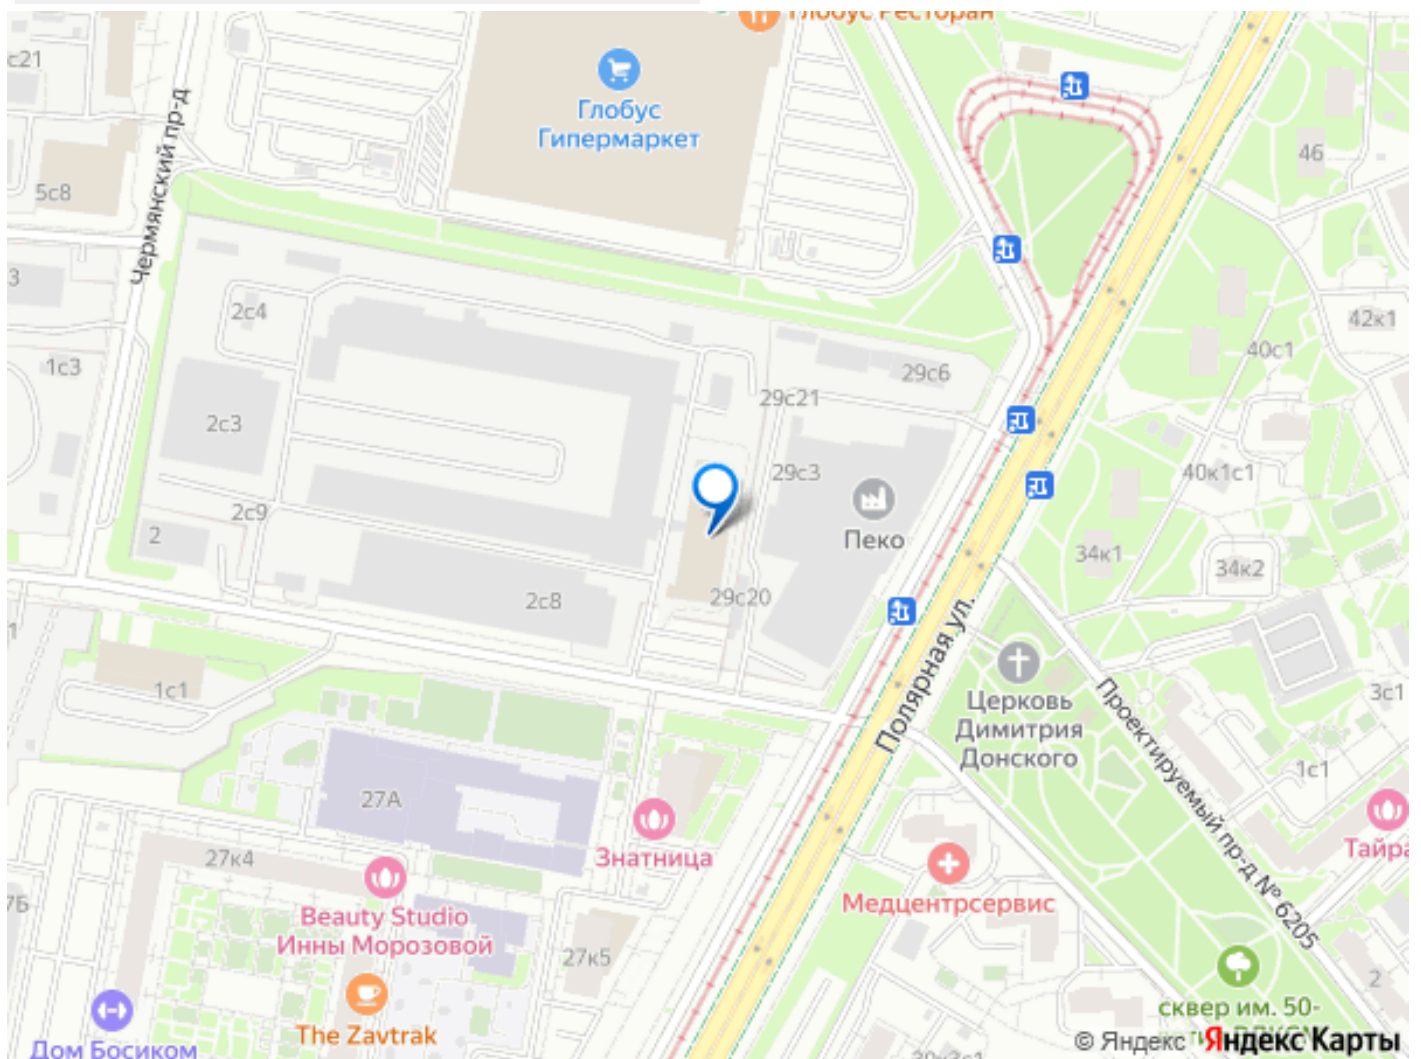 Глобус Ресторан
с21
Глобус
Гипермаркет
Чермянский пр-д
46
5с8
3
2с4
42к1
1с3
40с1
29с6
29с21
2с3
29с3
40к1с1
2с9
2
Пеко
34к1
34к2
2с8
29с20
1
Полярная ул.
1с1
Церковь
Димитрия
Донского
Проектируемый пр-д № 6205
3с1
1с1
27А
Знатница
27к4
Тайра
Медцентрсервис
7Б
Beauty Studio
Инны Морозовой
27к5
2
The Zavtrak
сквер им. 50-
Дом Босиком
© Яндекс Яндекс Карты